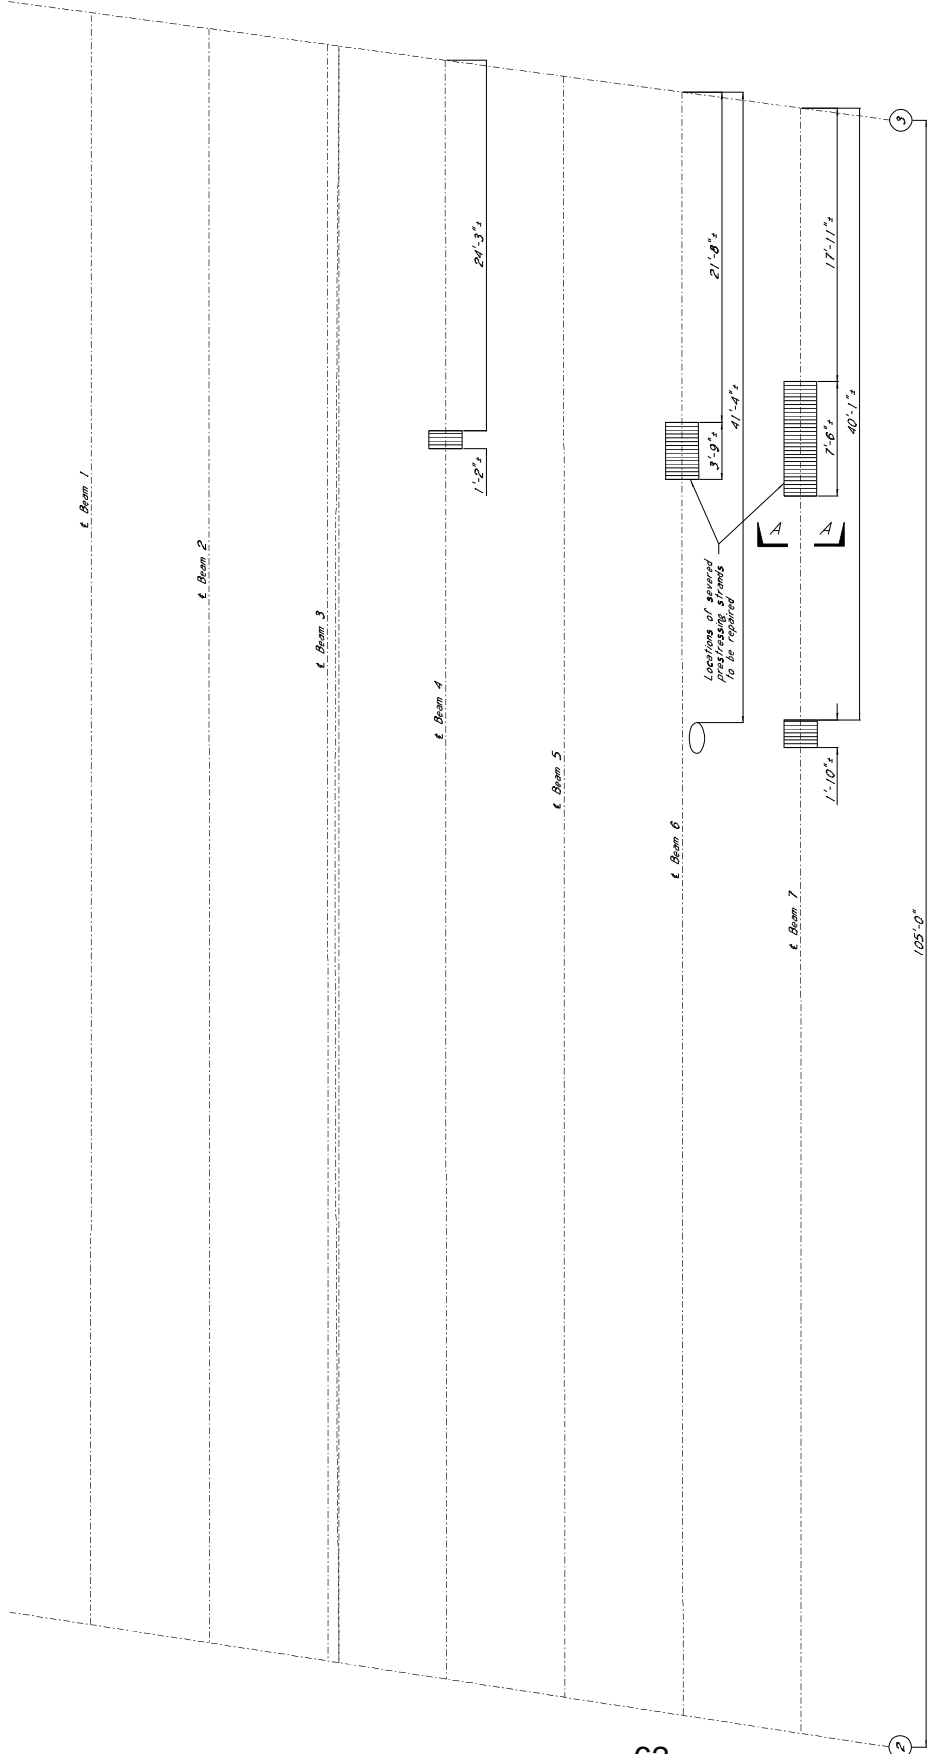 ℄ Beam 1
℄ Beam 2
℄ Beam 3
℄ Beam 4
℄ Beam 5
℄ Beam 6
℄ Beam 7
24'-3"±
1'-2"±
21'-8"±
3'-9"±
41'-4"±
17'-11"±
7'-6"±
40'-1"±
1'-10"±
Locations of severed
prestressing strands
to be repaired
A
A
3
2
105'-0"